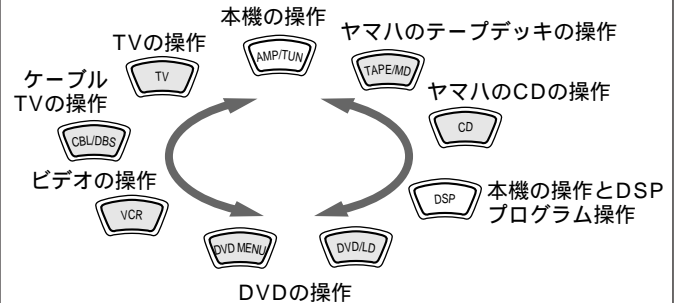 本機の操作
AMP/TUN
ヤマハのテープデッキの操作
TAPE/MD
ヤマハのCDの操作
CD
本機の操作とDSP
プログラム操作
DSP
DVD/LD
DVD MENU
DVDの操作
ビデオの操作
VCR
ケーブル
TVの操作
CBL/DBS
TVの操作
TV